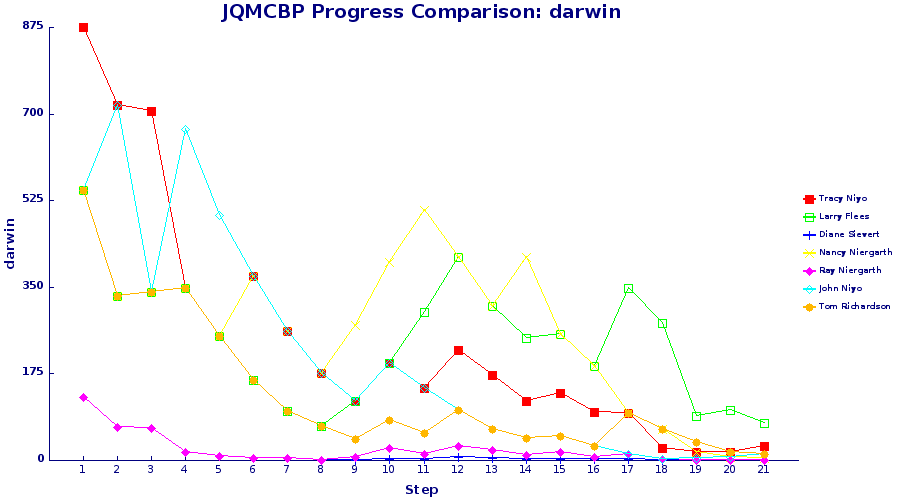 JQMCBP Progress Comparison: darwin
875
700
525
350
175
0
darwin
1 2 3 4 5 6 7 8 9 10 11 12 13 14 15 16 17 18 19 20 21
Step
Tracy Niyo
Larry Flees
Diane Sievert
Nancy Niergarth
Ray Niergarth
John Niyo
Tom Richardson